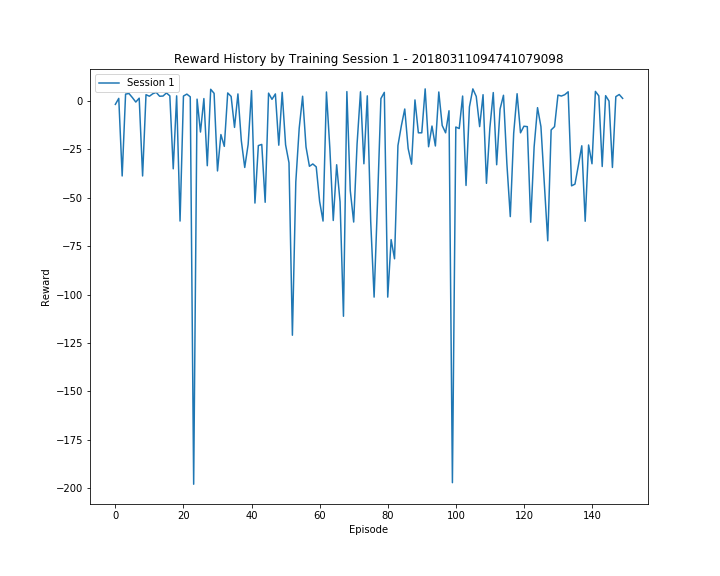 Reward History by Training Session 1 - 20180311094741079098
Session 1
0
−25
−50
−75
−100
−125
−150
−175
−200
Reward
0 20 40 60 80 100 120 140
Episode